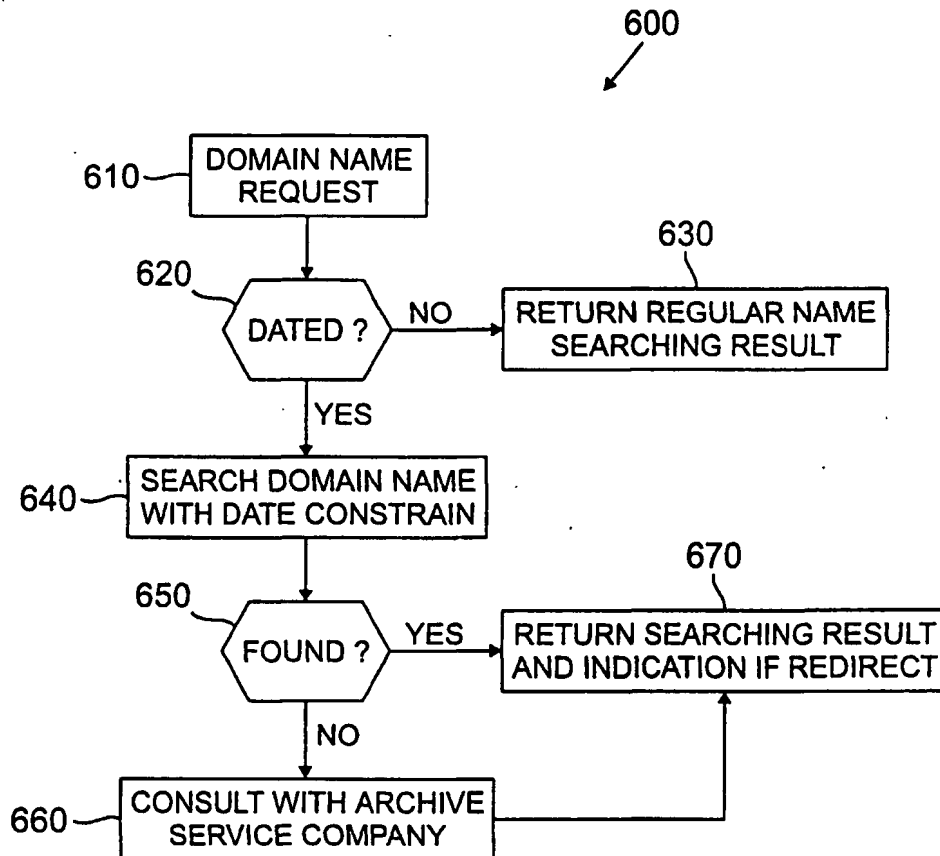 600
610
DOMAIN NAME
REQUEST
620
DATED ?
NO
630
RETURN REGULAR NAME
SEARCHING RESULT
YES
640
SEARCH DOMAIN NAME
WITH DATE CONSTRAIN
650
FOUND ?
YES
670
RETURN SEARCHING RESULT
AND INDICATION IF REDIRECT
NO
660
CONSULT WITH ARCHIVE
SERVICE COMPANY